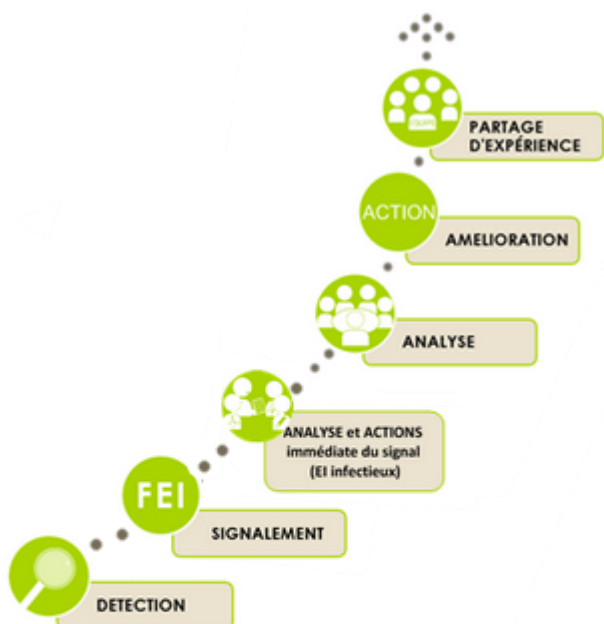 PARTAGE
D'EXPÉRIENCE
ACTION
AMELIORATION
ANALYSE
ANALYSE et ACTIONS
immédiate du signal
(EI infectieux)
FEI
SIGNALEMENT
DETECTION